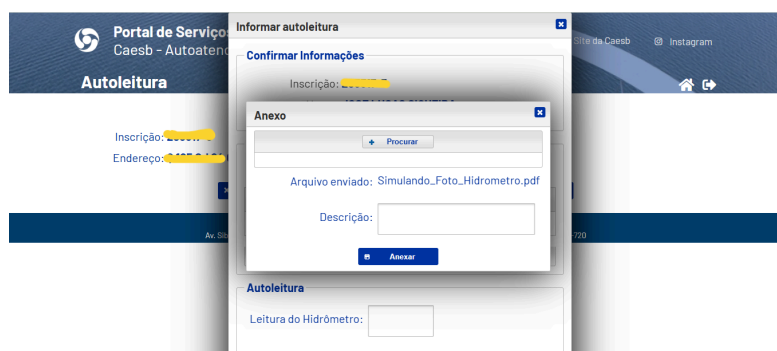 Portal de Serviço
Caesb - Autoatend
Site da Caesb
Instagram
Autoleitura
Inscrição:
Endereço:
Av. Sib
-720
Informar autoleitura
Confirmar Informações
Inscrição:
Anexo
Procurar
Arquivo enviado: Simulando_Foto_Hidrometro.pdf
Descrição:
Anexar
Autoleitura
Leitura do Hidrômetro: